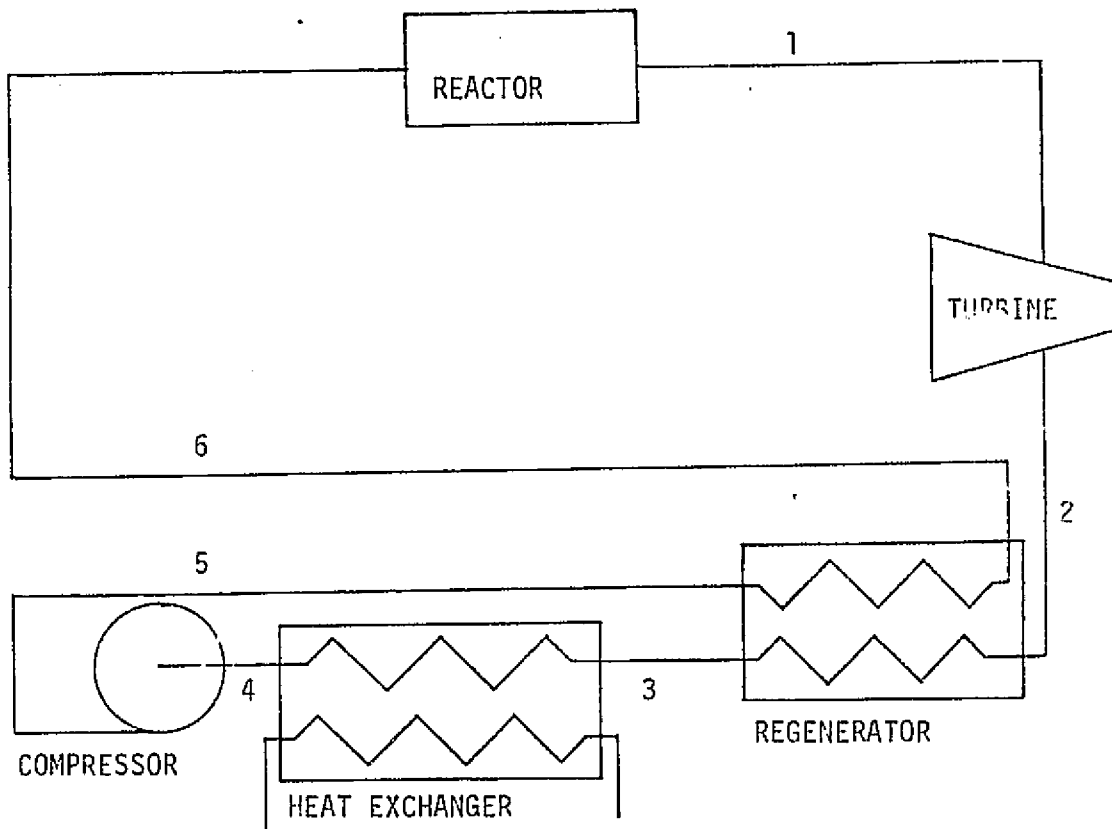 1
REACTOR
TURBINE
6
2
5
4
3
REGENERATOR
COMPRESSOR
HEAT EXCHANGER